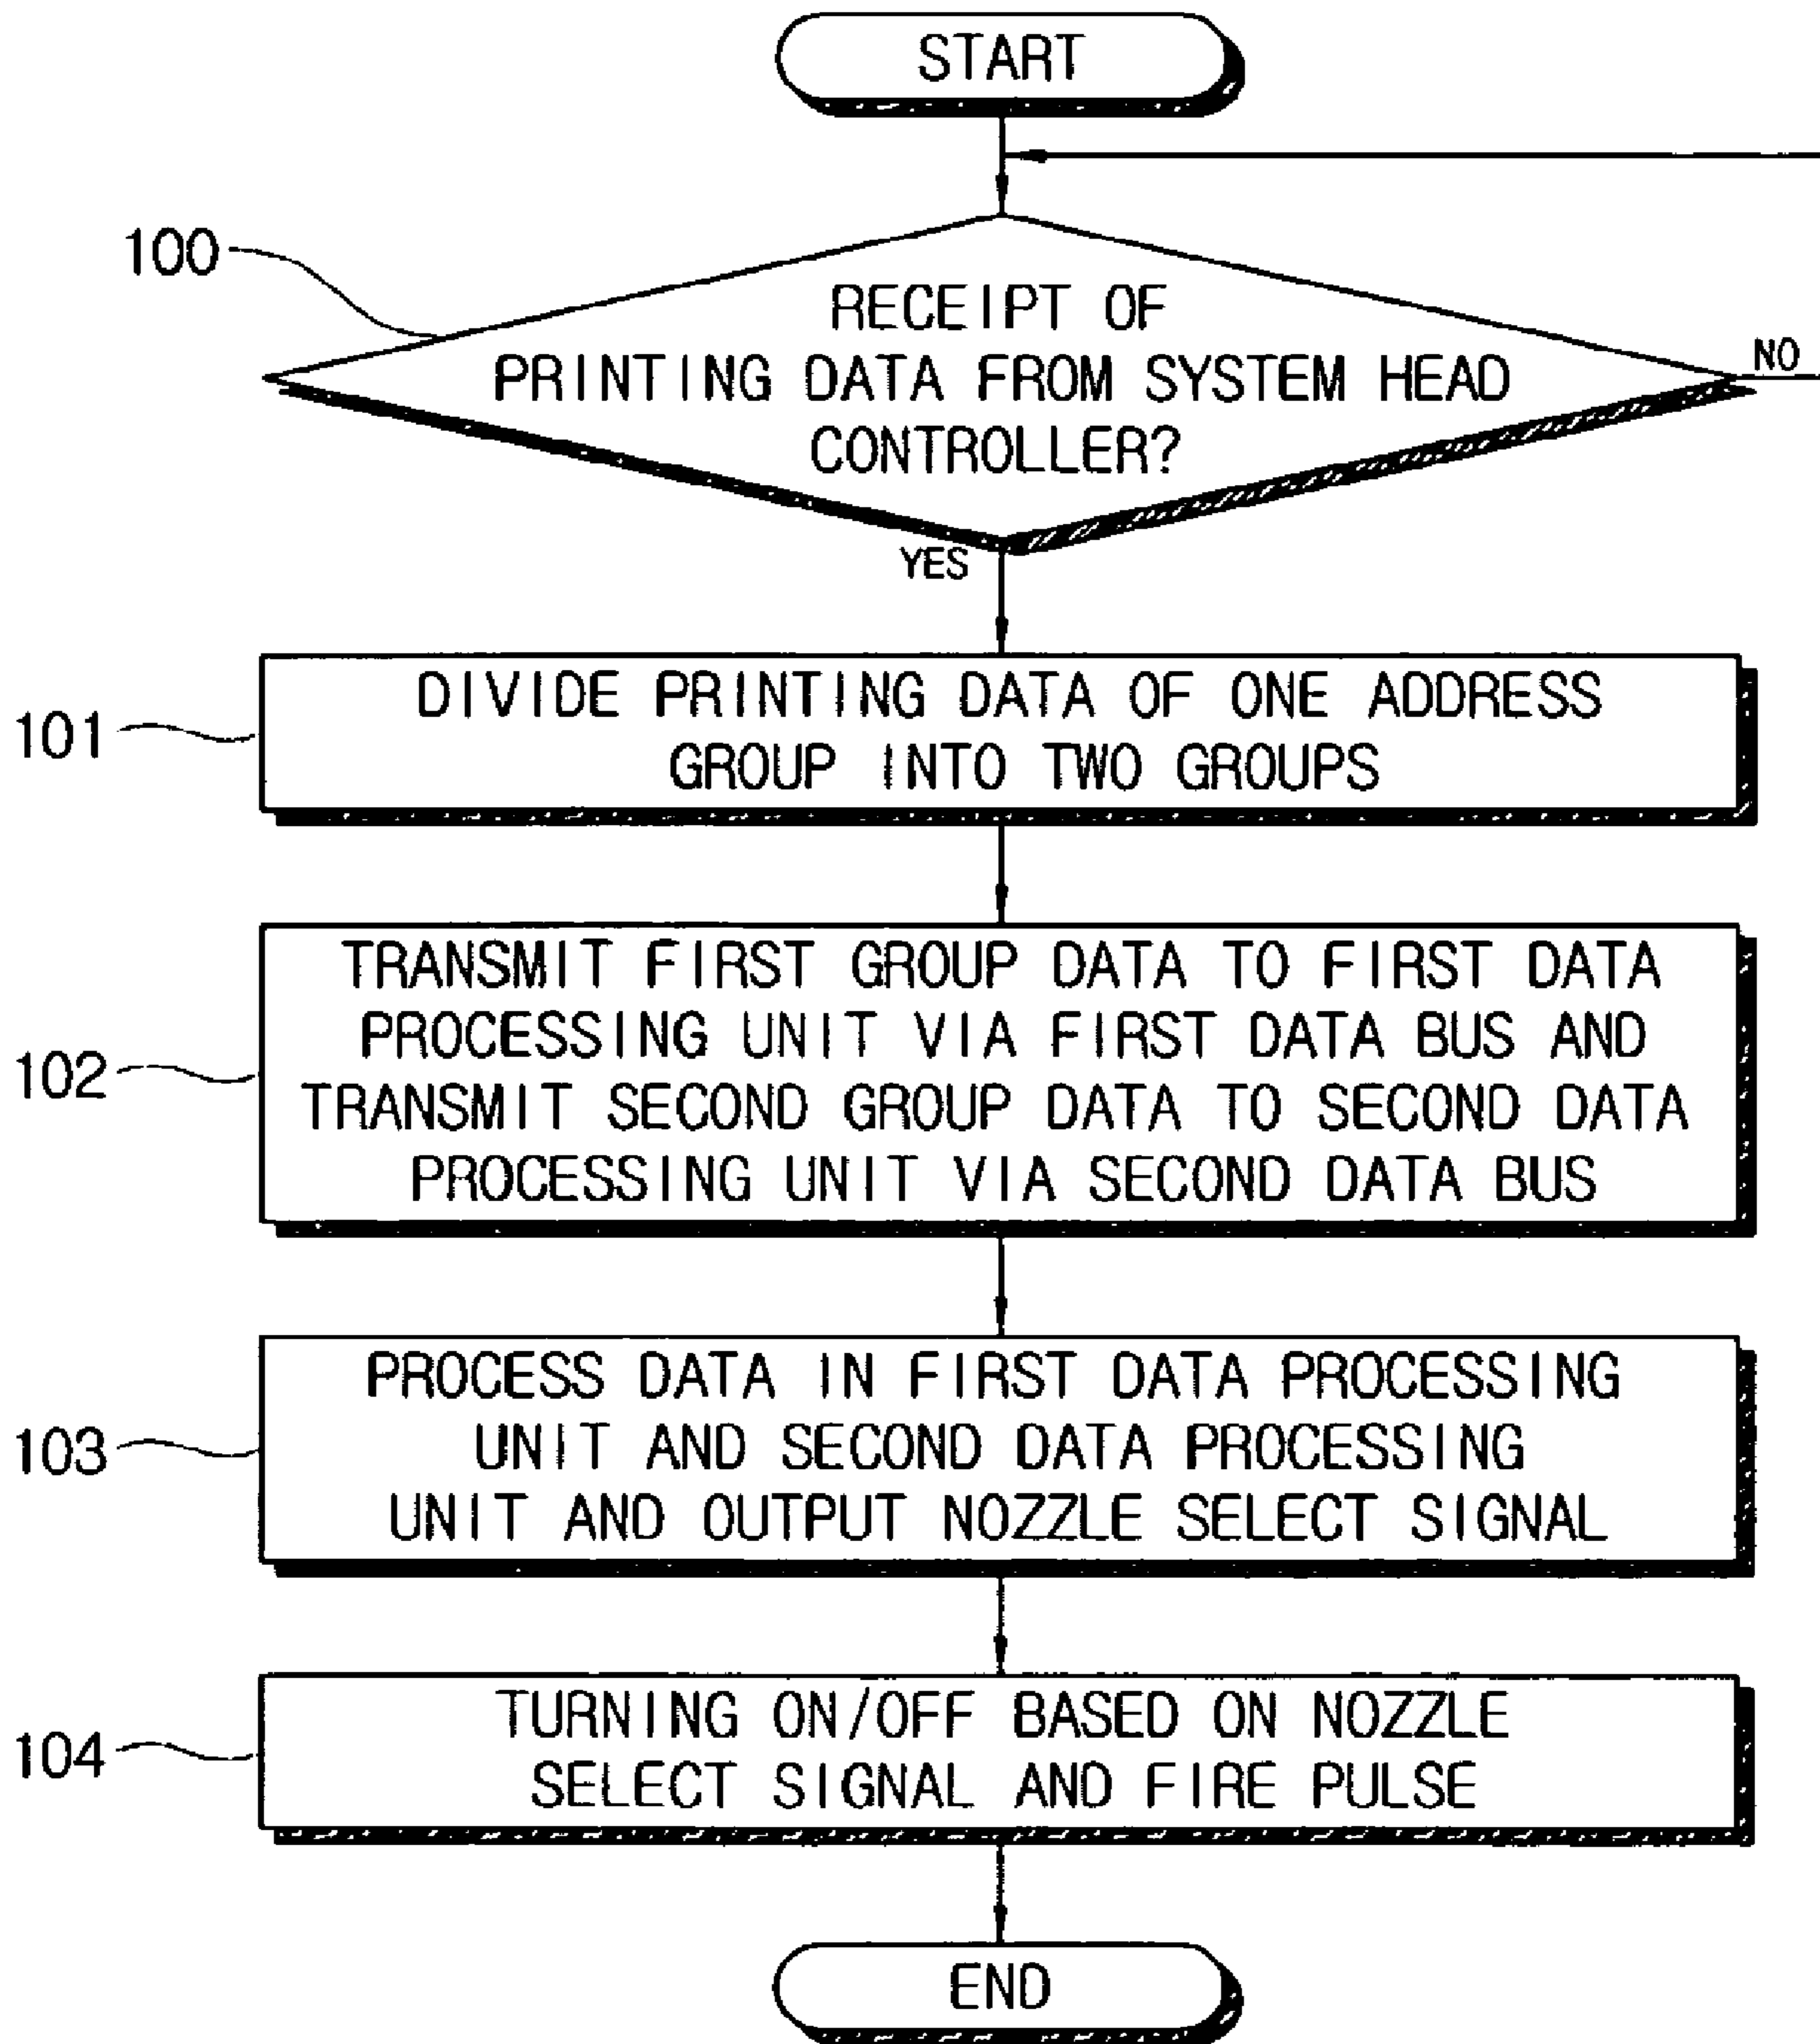 START
100
RECEIPT OF
PRINTING DATA FROM SYSTEM HEAD
CONTROLLER?
NO
YES
101
DIVIDE PRINTING DATA OF ONE ADDRESS
GROUP INTO TWO GROUPS
102
TRANSMIT FIRST GROUP DATA TO FIRST DATA
PROCESSING UNIT VIA FIRST DATA BUS AND
TRANSMIT SECOND GROUP DATA TO SECOND DATA
PROCESSING UNIT VIA SECOND DATA BUS
103
PROCESS DATA IN FIRST DATA PROCESSING
UNIT AND SECOND DATA PROCESSING
UNIT AND OUTPUT NOZZLE SELECT SIGNAL
104
TURNING ON/OFF BASED ON NOZZLE
SELECT SIGNAL AND FIRE PULSE
END